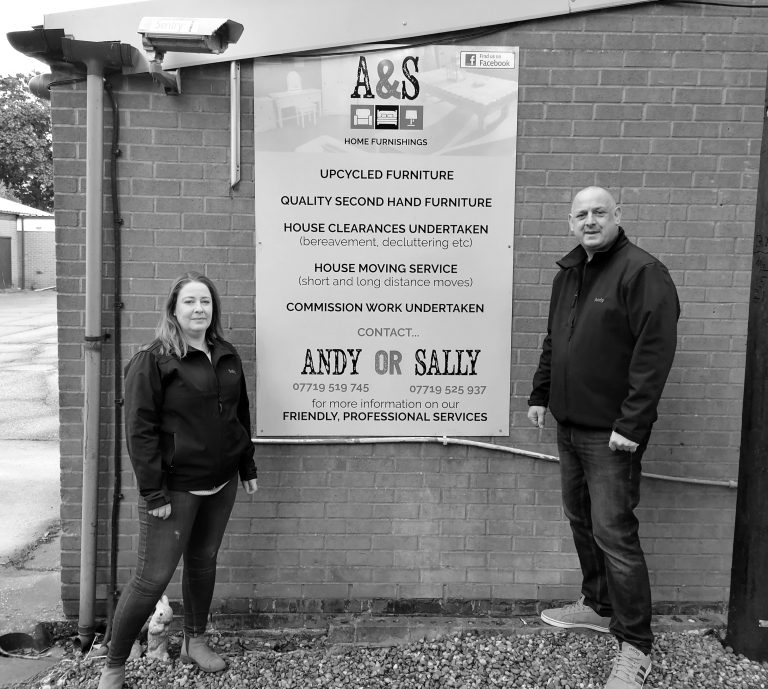 Find us on
Facebook
A&S
HOME FURNISHINGS
UPCYCLED FURNITURE
QUALITY SECOND HAND FURNITURE
HOUSE CLEARANCES UNDERTAKEN
(bereavement, decluttering etc)
HOUSE MOVING SERVICE
(short and long distance moves)
COMMISSION WORK UNDERTAKEN
CONTACT...
ANDY OR SALLY
07719 519 745 07719 525 937
for more information on our
FRIENDLY, PROFESSIONAL SERVICES
Andy